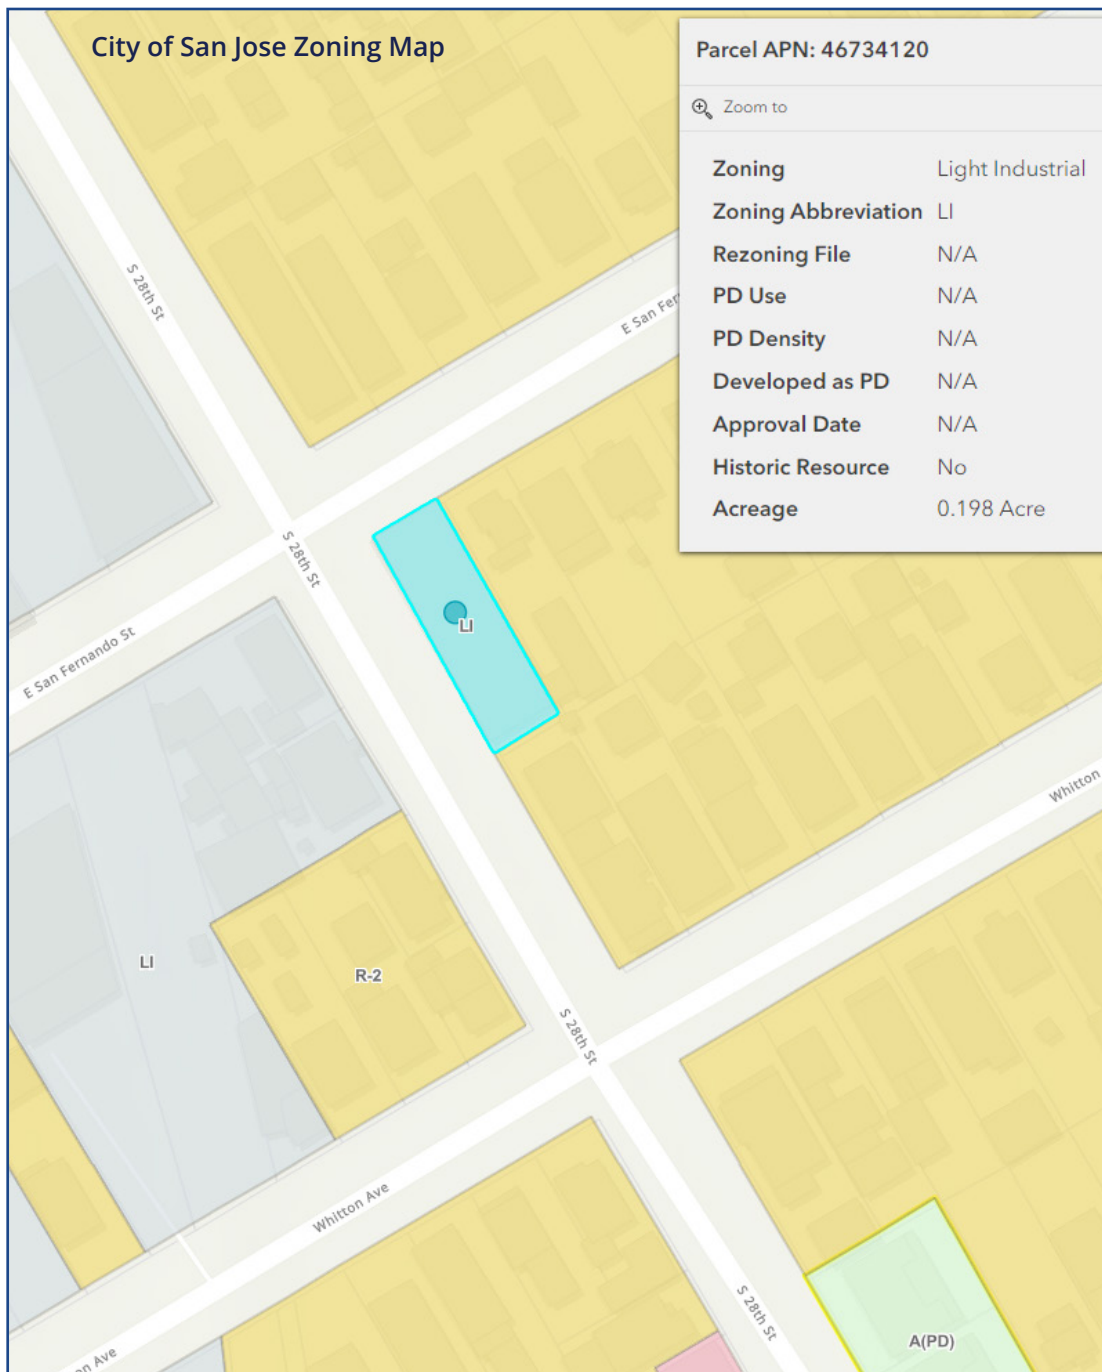 City of San Jose Zoning Map
Parcel APN: 46734120
Zoom to
Zoning Light Industrial
Zoning Abbreviation LI
Rezoning File N/A
PD Use N/A
PD Density N/A
Developed as PD N/A
Approval Date N/A
Historic Resource No
Acreage 0.198 Acre
S 28th St
E San Fer
S 28th St
LI
E San Fernando St
Whitton
LI
R-2
S 28th St
Whitton Ave
S 28th St
A(PD)
on Ave